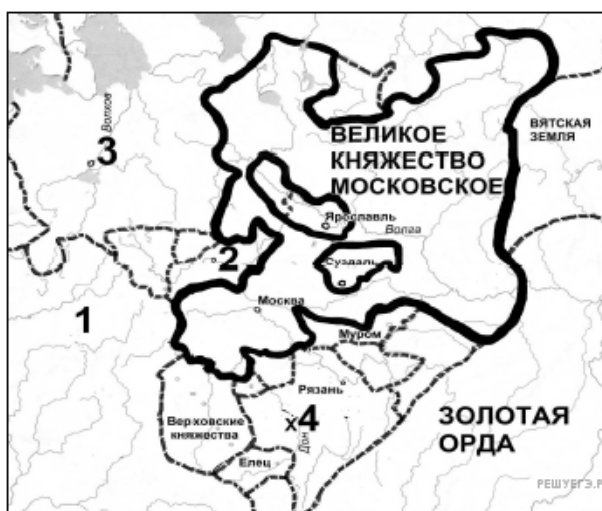 Волхов
3
ВЕЛИКОЕ
КНЯЖЕСТВО
МОСКОВСКОЕ
ВЯТСКАЯ
ЗЕМЛЯ
Ярославль
Волга
2
Суздаль
1
Москва
Муром
Рязань
Верховские
княжества
х4
Дон
Елец
ЗОЛОТАЯ
ОРДА
РЕШУЕГЭ.Р